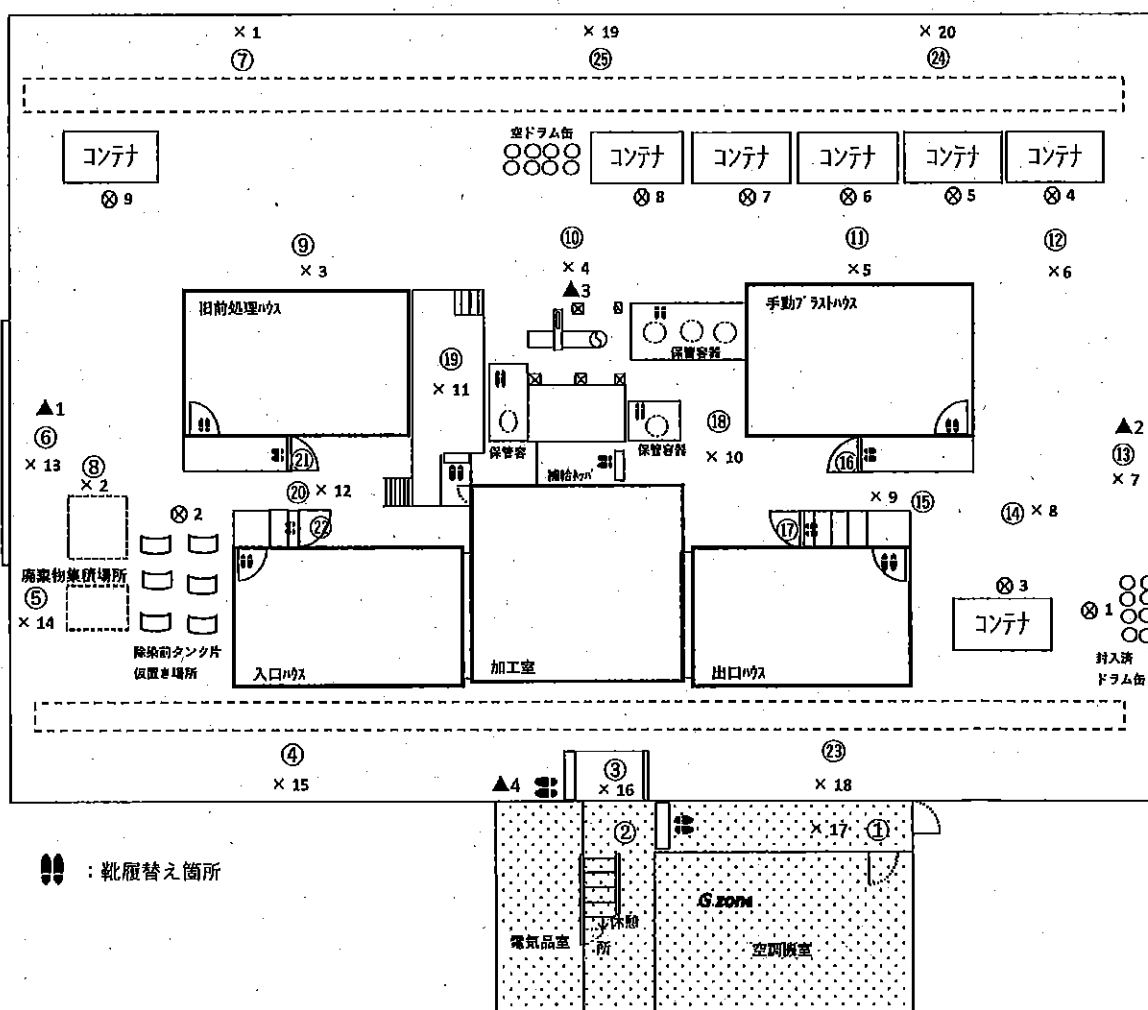 × 1
× 19
× 20
⑦
㉕
㉔
コンテナ
空ドラム缶
コンテナ
コンテナ
コンテナ
コンテナ
コンテナ
⊗ 9
⊗ 8
⊗ 7
⊗ 6
⊗ 5
⊗ 4
⑨
⑩
⑪
⑫
× 3
× 4
× 5
× 6
▲3
旧前処理ハウス
手動ブラストハウス
保管容器
⑲
× 11
▲1
⑥
× 13
⑧
× 2
⑱
× 10
▲2
⑬
× 7
保管容
保管容器
㉑
⑯
⑳ × 12
× 9 ⑮
⑭ × 8
⊗ 2
㉒
⑰
廃棄物集積場所
⑤
× 14
⊗ 3
⊗ 1
コンテナ
除染前タンク片
仮置き場所
入口ハウス
加工室
出口ハウス
封入済
ドラム缶
④
× 15
▲4
③
× 16
㉓
× 18
②
× 17 ①
：靴履替え箇所
G.zone
休憩
所
電気品室
空調機室